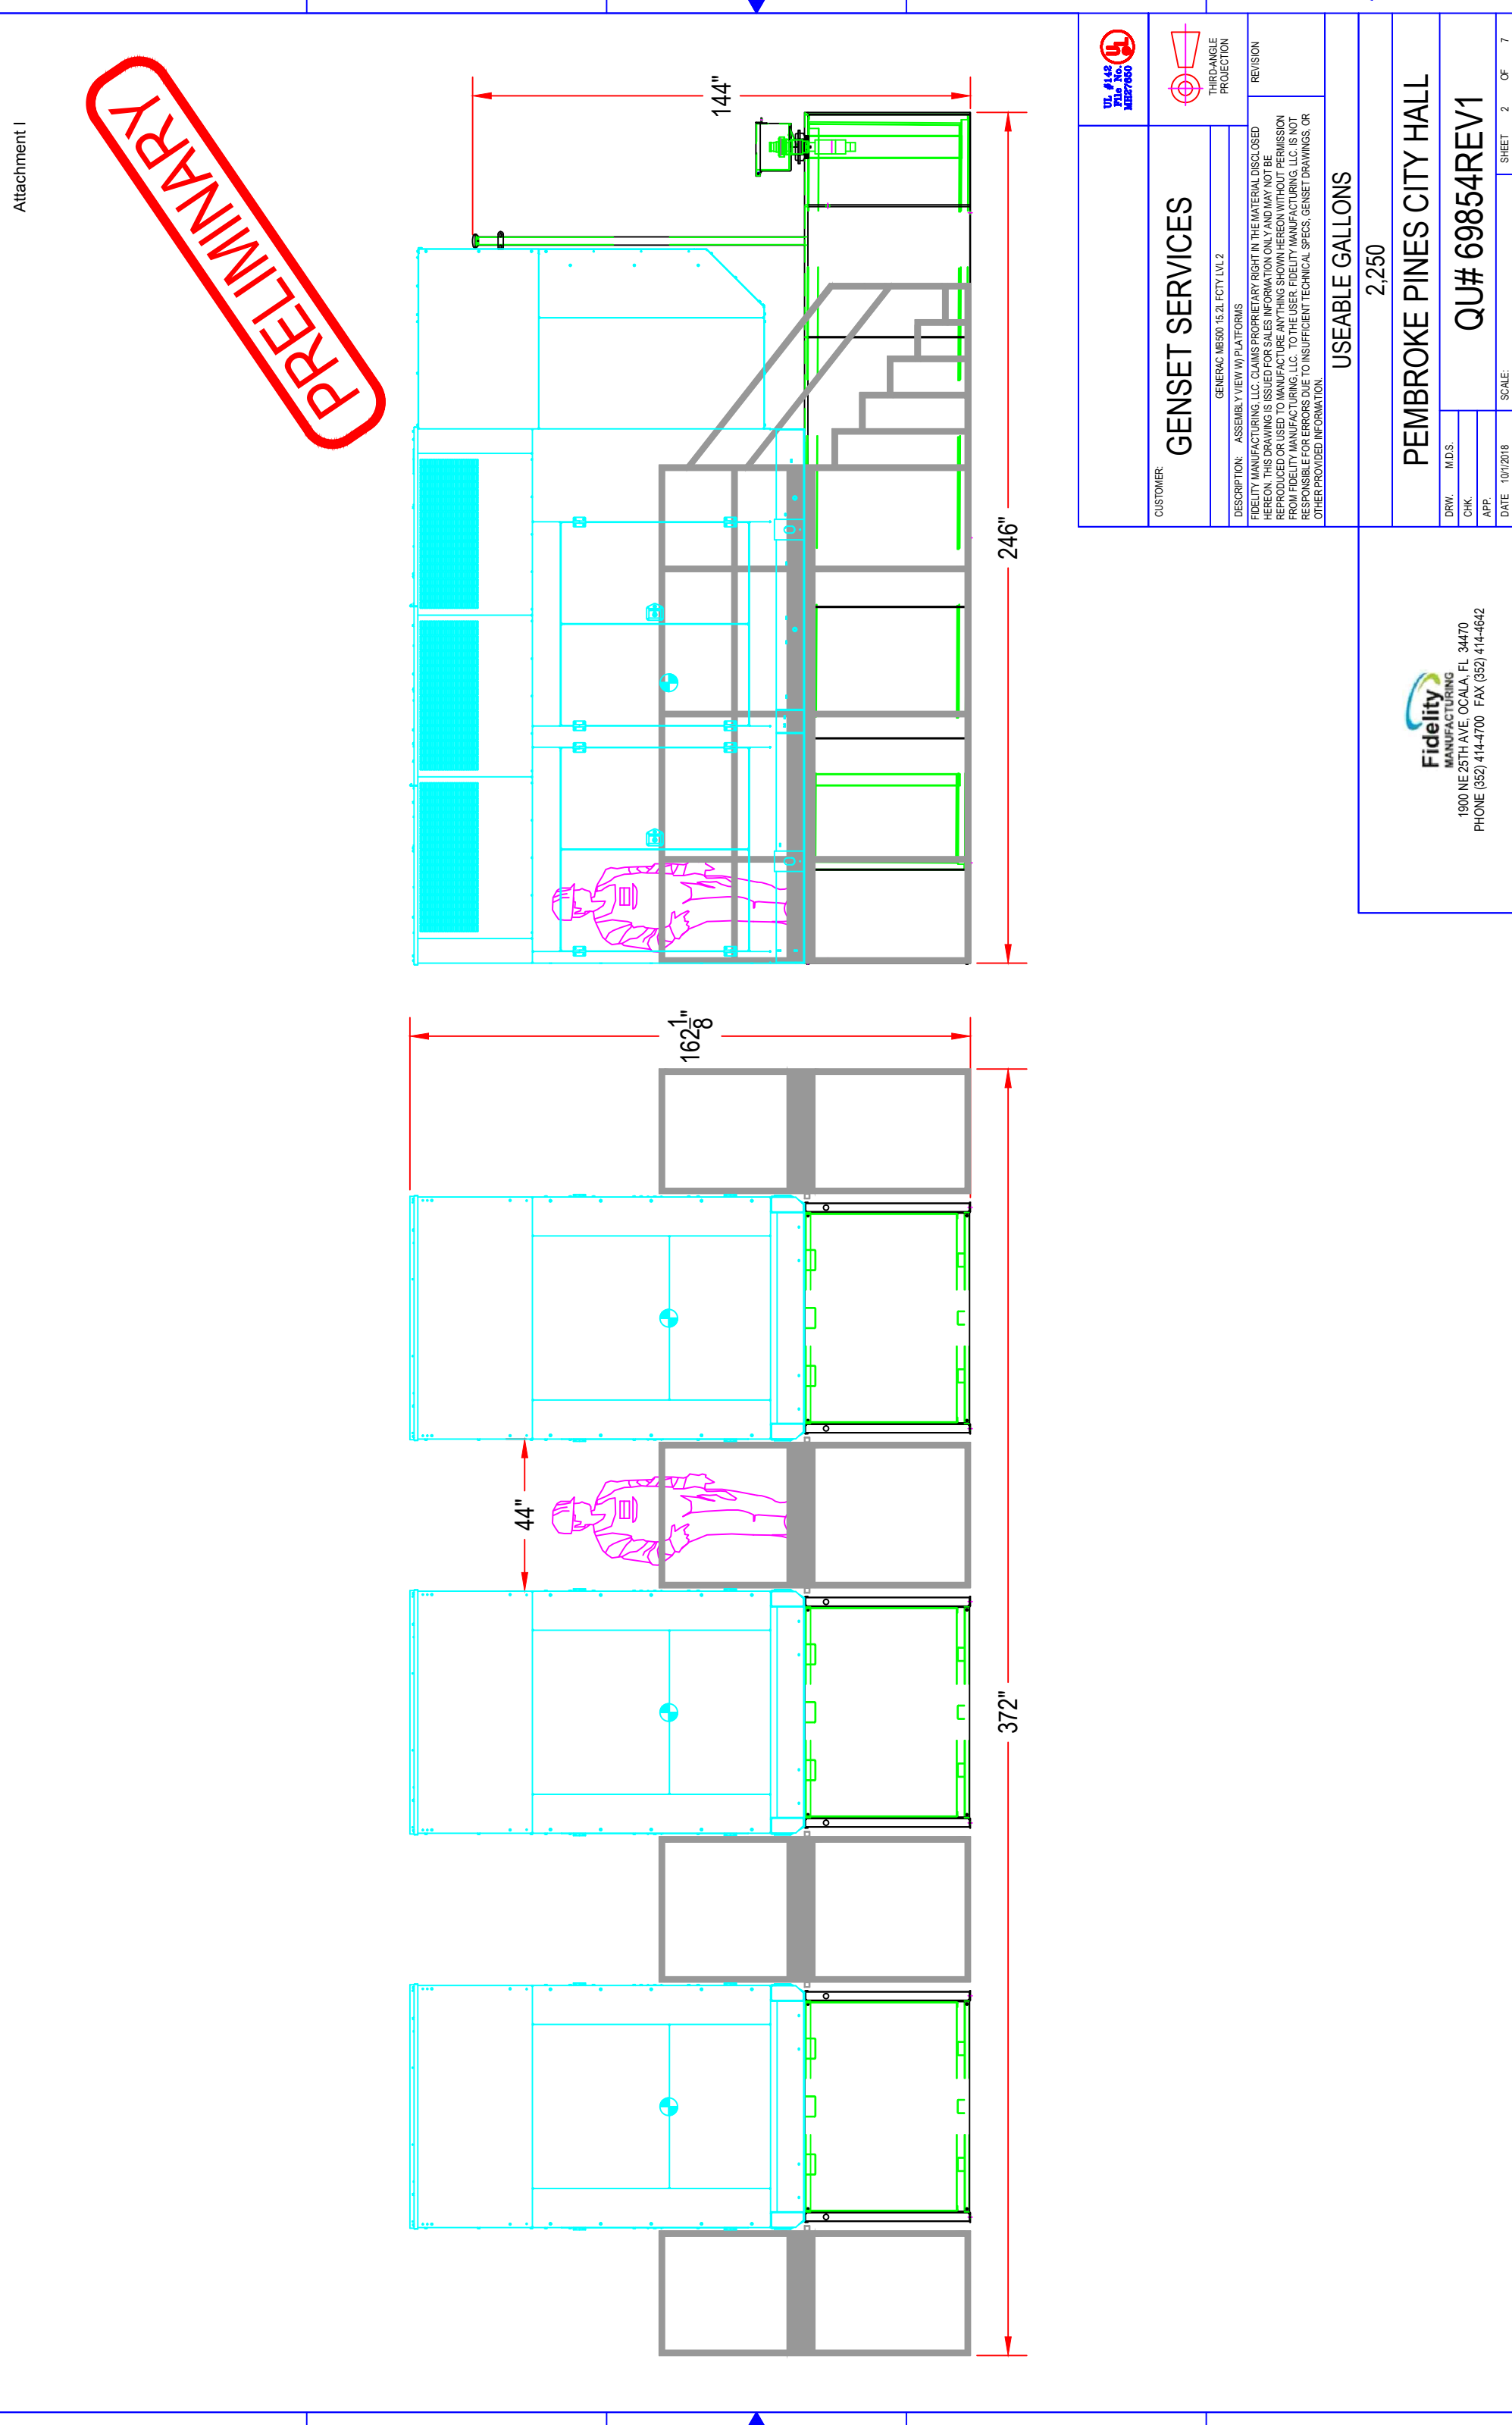 Attachment I
PRELIMINARY
144"
246"
162 1/8"
44"
372"
UL #142
File No.
MH27650
UL
THIRD-ANGLE
PROJECTION
CUSTOMER:
GENSET SERVICES
GENERAC MB500 15.2L FCTY LVL 2
DESCRIPTION: ASSEMBLY VIEW W/ PLATFORMS
FIDELITY MANUFACTURING, LLC. CLAIMS PROPRIETARY RIGHT IN THE MATERIAL DISCLOSED
HEREON. THIS DRAWING IS ISSUED FOR SALES INFORMATION ONLY AND MAY NOT BE
REPRODUCED OR USED TO MANUFACTURE ANYTHING SHOWN HEREON WITHOUT PERMISSION
FROM FIDELITY MANUFACTURING, LLC. TO THE USER. FIDELITY MANUFACTURING, LLC. IS NOT
RESPONSIBLE FOR ERRORS DUE TO INSUFFICIENT TECHNICAL SPECS, GENSET DRAWINGS, OR
OTHER PROVIDED INFORMATION.
REVISION
USEABLE GALLONS
2,250
PEMBROKE PINES CITY HALL
DRW. M.D.S.
CHK.
APP.
DATE 10/1/2018
QU# 69854REV1
SCALE:
SHEET 2 OF 7
Fidelity
MANUFACTURING
1900 NE 25TH AVE, OCALA, FL 34470
PHONE (352) 414-4700 FAX (352) 414-4642